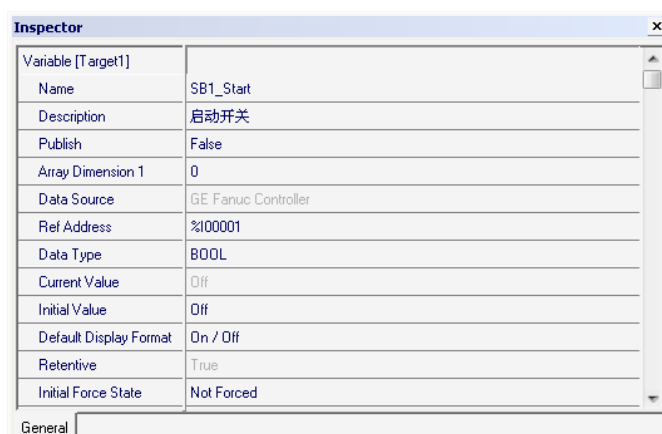 Inspector
Variable [Target1]
Name SB1_Start
Description 启动开关
Publish False
Array Dimension 1 0
Data Source GE Fanuc Controller
Ref Address %I00001
Data Type BOOL
Current Value Off
Initial Value Off
Default Display Format On / Off
Retentive True
Initial Force State Not Forced
General